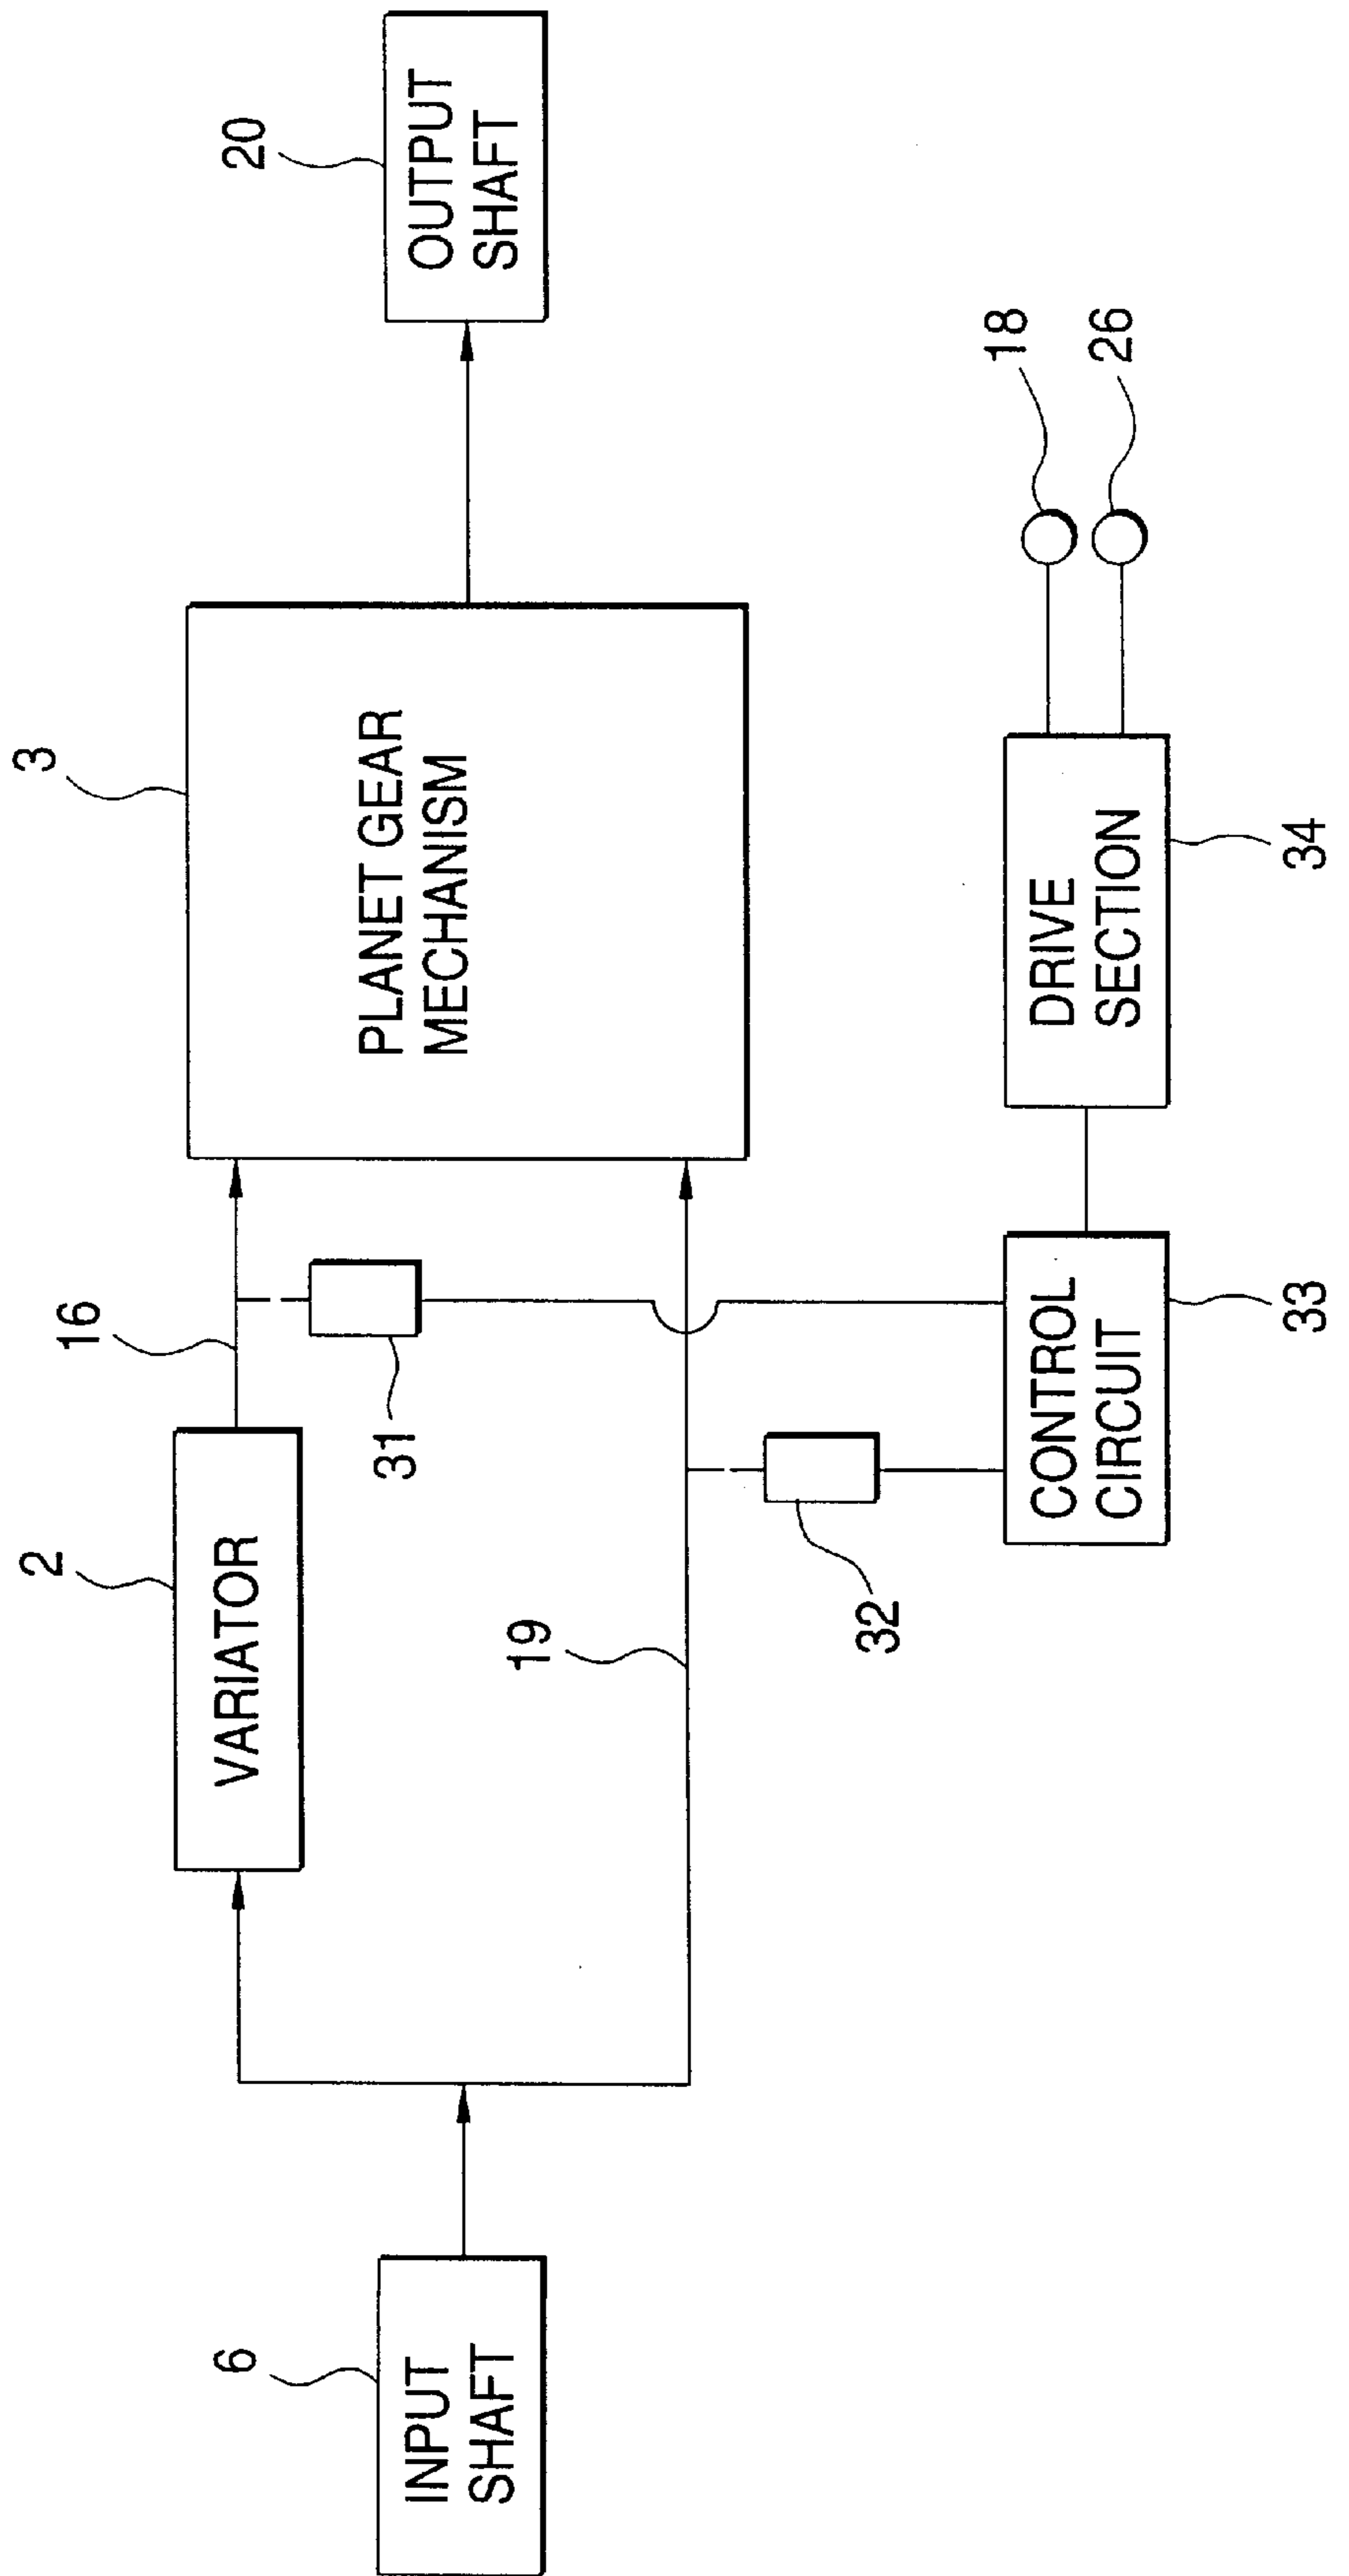 6
INPUT
SHAFT
2
VARIATOR
16
31
19
32
3
PLANET GEAR
MECHANISM
20
OUTPUT
SHAFT
CONTROL
CIRCUIT
33
DRIVE
SECTION
34
18
26